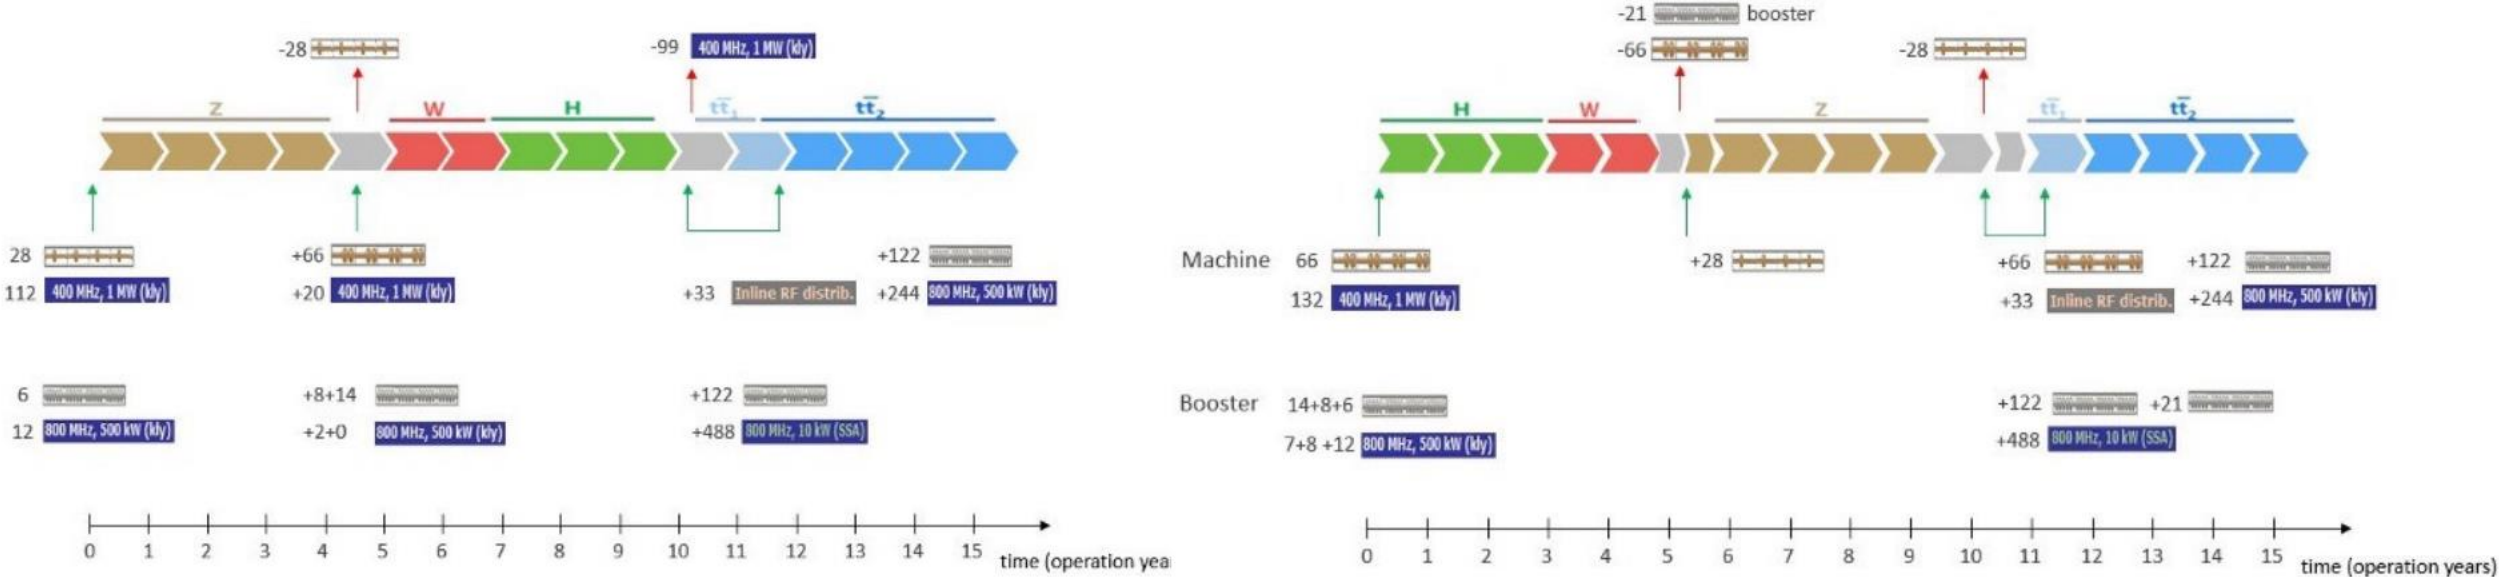 -28
-99 400 MHz, 1 MW (kly)
Z W H tt̅1 tt̅2
28
112 400 MHz, 1 MW (kly)
+66
+20 400 MHz, 1 MW (kly)
+33 Inline RF distrib.
+122
+244 800 MHz, 500 kW (kly)
6
12 800 MHz, 500 kW (kly)
+8+14
+2+0 800 MHz, 500 kW (kly)
+122
+488 800 MHz, 10 kW (SSA)
0 1 2 3 4 5 6 7 8 9 10 11 12 13 14 15
time (operation yea
-21 booster
-66
-28
H W Z tt̅1 tt̅2
Machine 66
132 400 MHz, 1 MW (kly)
+28
+66
+33 Inline RF distrib.
+122
+244 800 MHz, 500 kW (kly)
Booster 14+8+6
7+8 +12 800 MHz, 500 kW (kly)
+122 +21
+488 800 MHz, 10 kW (SSA)
0 1 2 3 4 5 6 7 8 9 10 11 12 13 14 15
time (operation years)